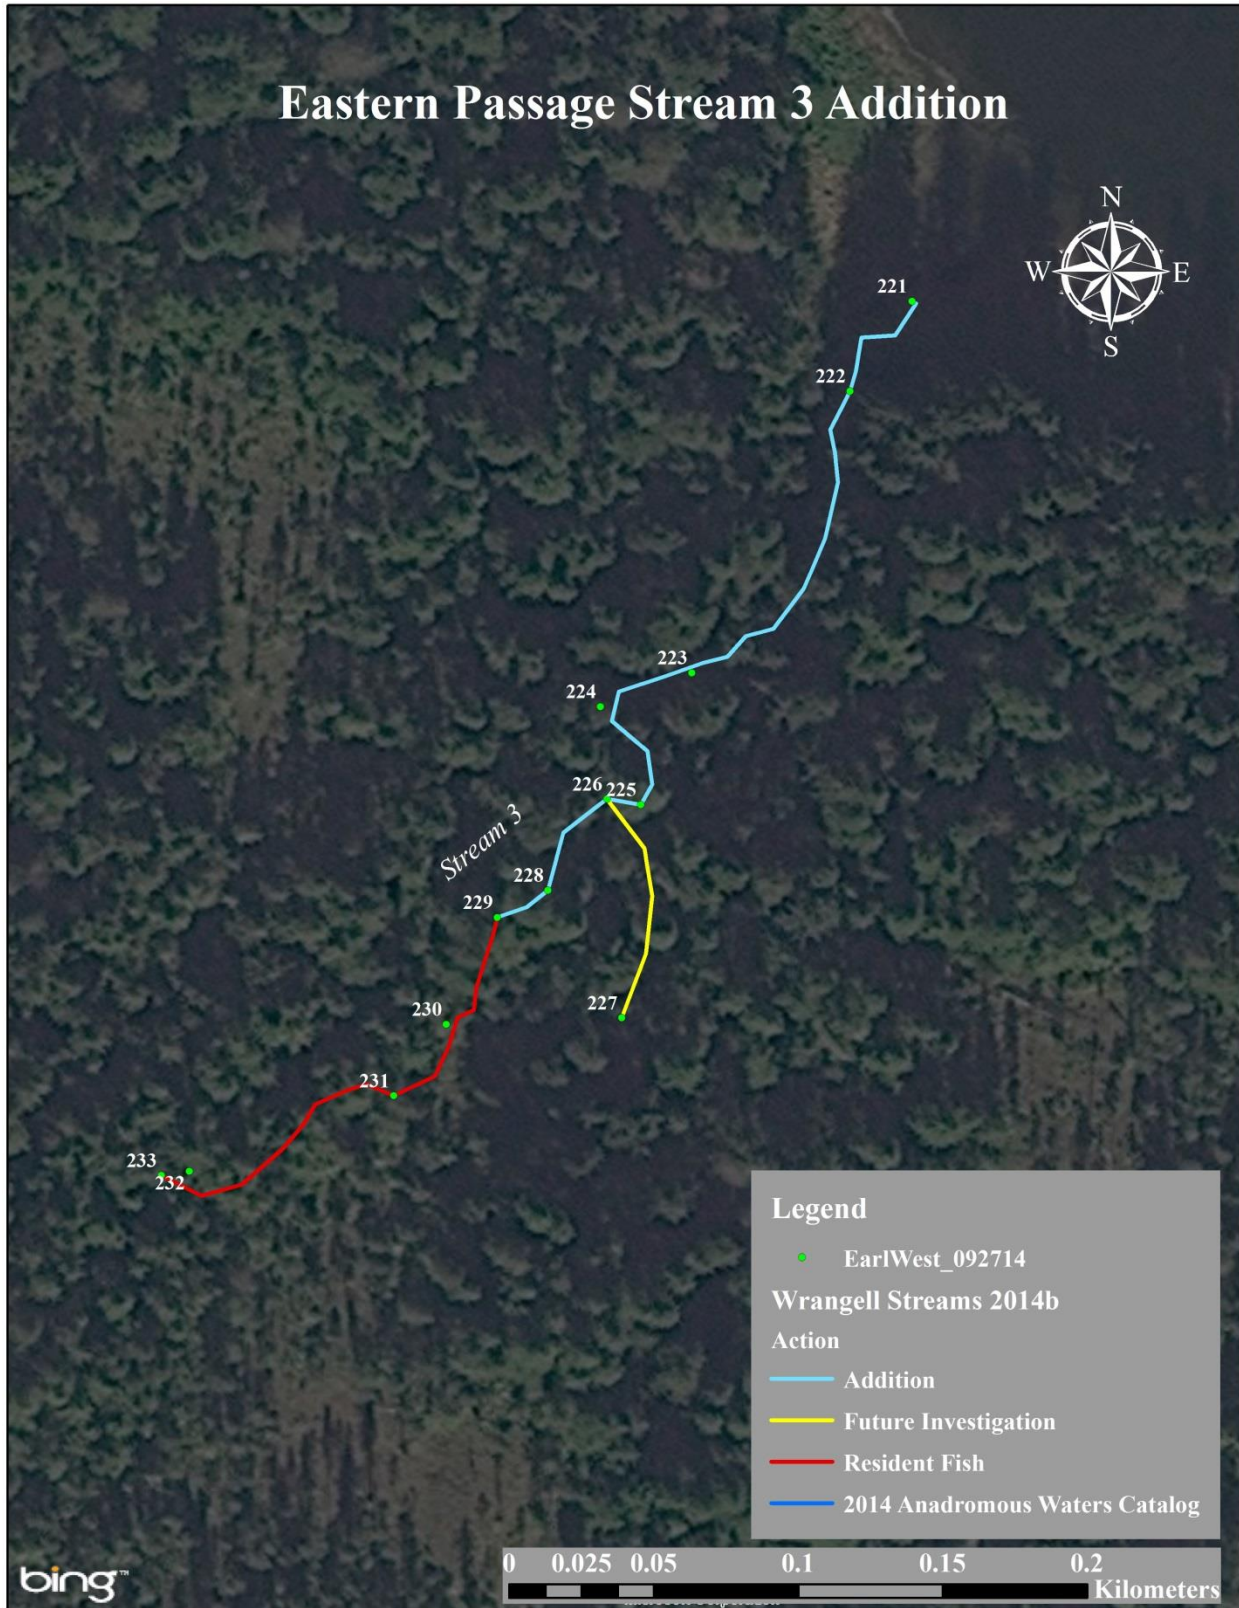 Eastern Passage Stream 3 Addition
N
W E
S
221
222
223
224
226 225
Stream 3
228
229
227
230
231
233
232
Legend
EarlWest_092714
Wrangell Streams 2014b
Action
Addition
Future Investigation
Resident Fish
2014 Anadromous Waters Catalog
0 0.025 0.05 0.1 0.15 0.2
Kilometers
bing™